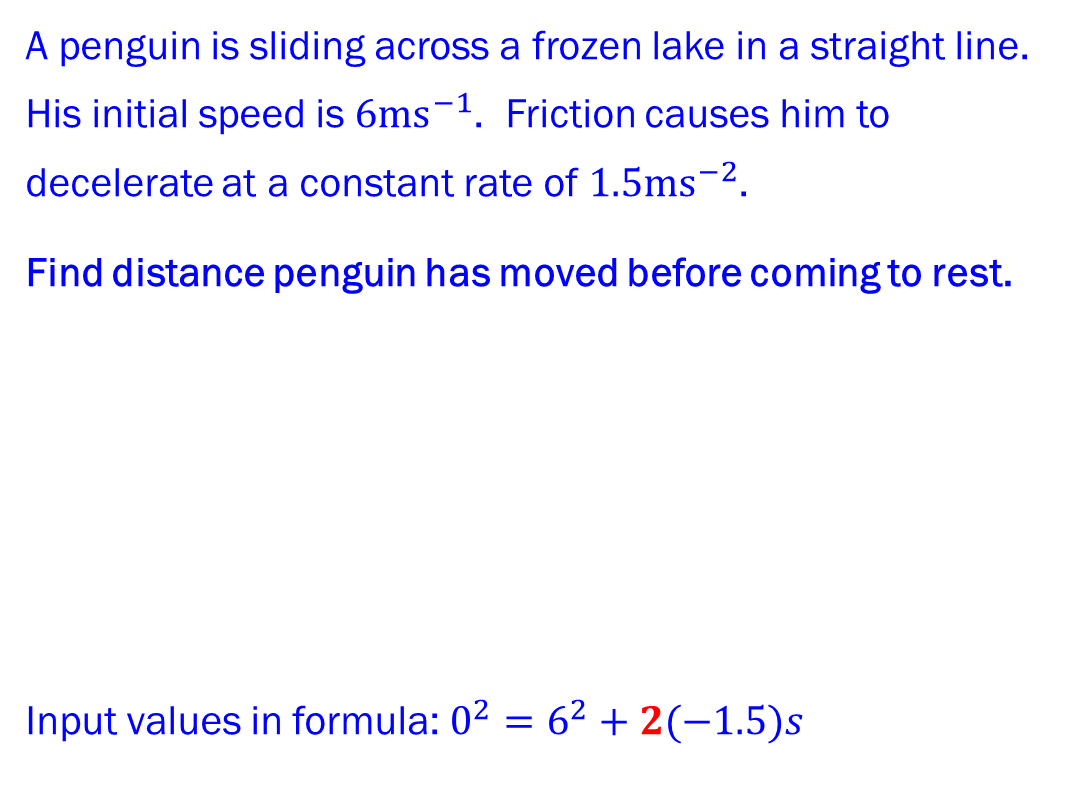 A penguin is sliding across a frozen lake in a straight line.
His initial speed is 6ms⁻¹. Friction causes him to
decelerate at a constant rate of 1.5ms⁻².
Find distance penguin has moved before coming to rest.
Input values in formula: 0² = 6² + 2(−1.5)s